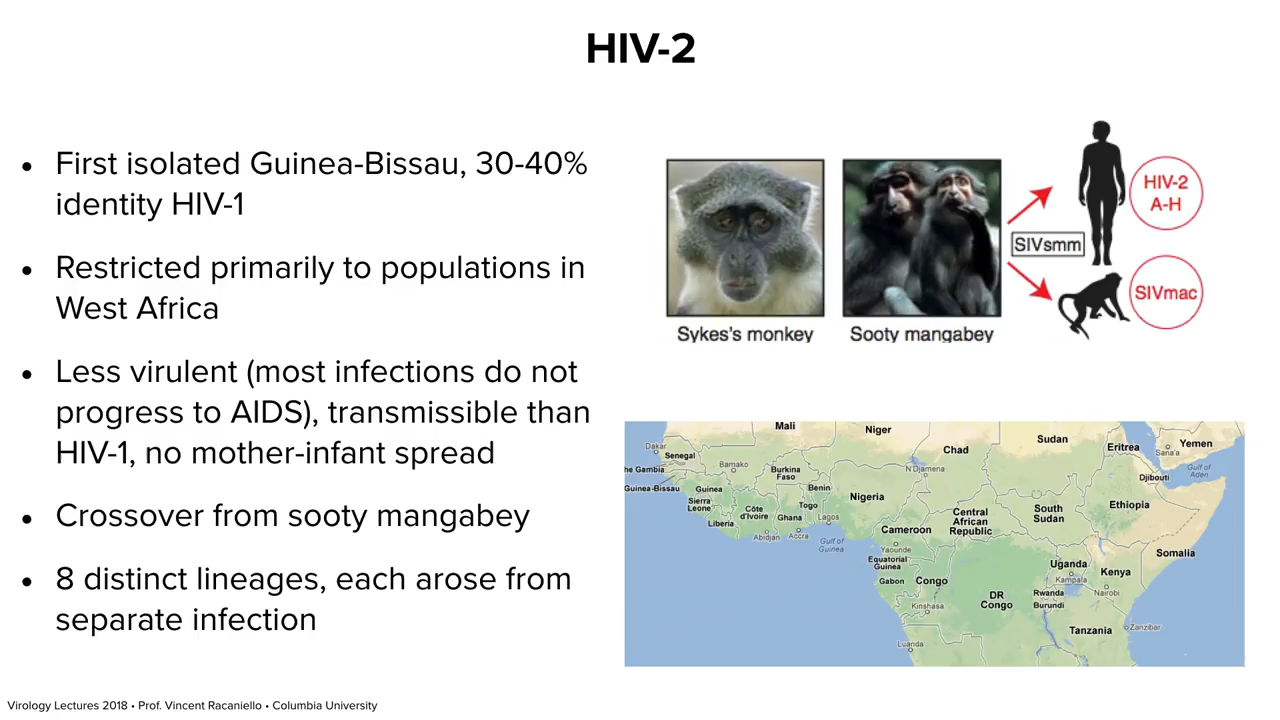 HIV-2
• First isolated Guinea-Bissau, 30-40%
identity HIV-1
• Restricted primarily to populations in
West Africa
• Less virulent (most infections do not
progress to AIDS), transmissible than
HIV-1, no mother-infant spread
• Crossover from sooty mangabey
• 8 distinct lineages, each arose from
separate infection
Sykes's monkey
Sooty mangabey
SIVsmm
HIV-2
A-H
SIVmac
Mali
Niger
Chad
Sudan
Eritrea
Yemen
Sana'a
Dakar
Senegal
he Gambia
Bamako
Burkina
Faso
N'Djamena
Gulf of
Aden
Djibouti
Guinea-Bissau
Guinea
Benin
Sierra
Leone
Côte
d'Ivoire
Togo
Ghana
Nigeria
Liberia
Lagos
Abidjan
Accra
Gulf of
Guinea
Cameroon
Central
African
Republic
South
Sudan
Ethiopia
Somalia
Yaounde
Equatorial
Guinea
Gabon
Congo
DR
Congo
Uganda
Kampala
Kenya
Nairobi
Rwanda
Burundi
Kinshasa
Tanzania
Zanzibar
Luanda
Virology Lectures 2018 • Prof. Vincent Racaniello • Columbia University